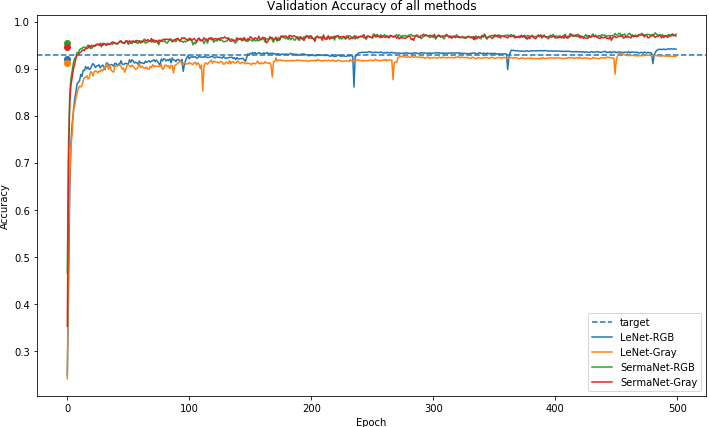 Validation Accuracy of all methods
1.0
0.9
0.8
0.7
0.6
0.5
0.4
0.3
Accuracy
0
100
200
300
400
500
Epoch
target
LeNet-RGB
LeNet-Gray
SermaNet-RGB
SermaNet-Gray